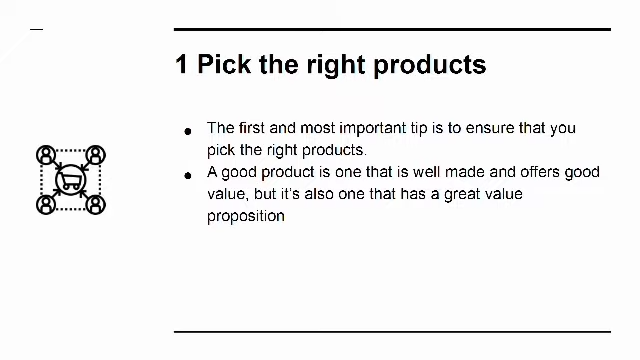 1 Pick the right products
● The first and most important tip is to ensure that you
pick the right products.
● A good product is one that is well made and offers good
value, but it's also one that has a great value
proposition